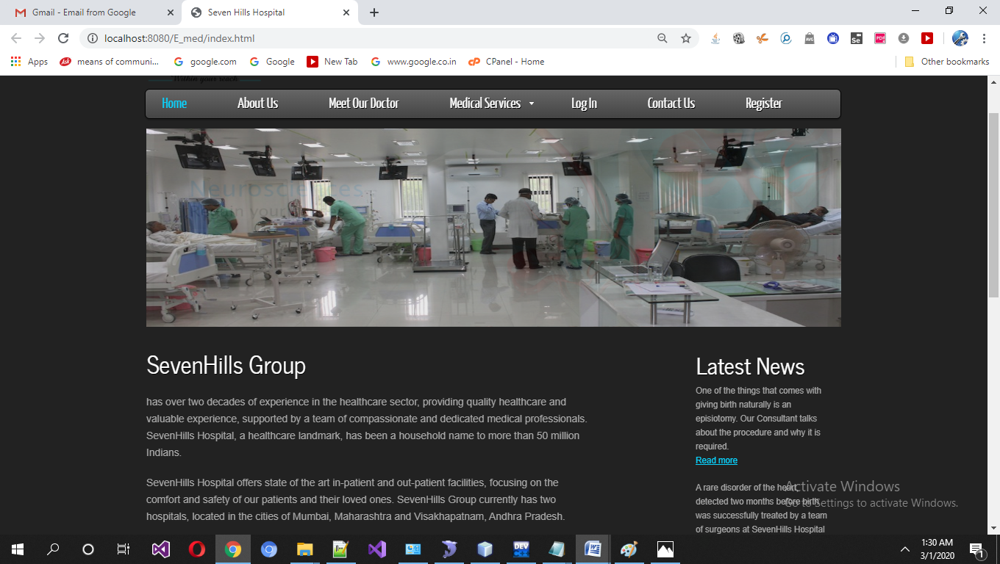 Gmail - Email from Google
Seven Hills Hospital
localhost:8080/E_med/index.html
Apps
means of communi...
google.com
Google
New Tab
www.google.co.in
CPanel - Home
Other bookmarks
Within your reach
Home
About Us
Meet Our Doctor
Medical Services
Log In
Contact Us
Register
Neurosciences
SevenHills Group
has over two decades of experience in the healthcare sector, providing quality healthcare and
valuable experience, supported by a team of compassionate and dedicated medical professionals.
SevenHills Hospital, a healthcare landmark, has been a household name to more than 50 million
Indians.
SevenHills Hospital offers state of the art in-patient and out-patient facilities, focusing on the
comfort and safety of our patients and their loved ones. SevenHills Group currently has two
hospitals, located in the cities of Mumbai, Maharashtra and Visakhapatnam, Andhra Pradesh.
Latest News
One of the things that comes with
giving birth naturally is an
episiotomy. Our Consultant talks
about the procedure and why it is
required.
Read more
A rare disorder of the heart,
detected two months before birth
was successfully treated by a team
of surgeons at SevenHills Hospital
Activate Windows
Go to Settings to activate Windows.
1:30 AM
3/1/2020